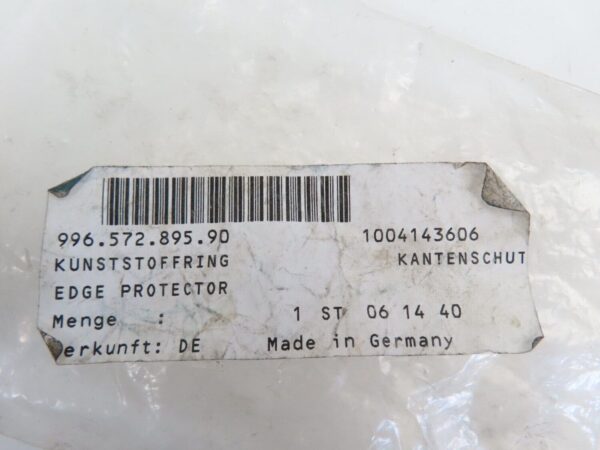 996.572.895.90 1004143606
KUNSTSTOFFRING KANTENSCHUT
EDGE PROTECTOR
Menge : 1 ST 06 14 40
erkunft: DE Made in Germany